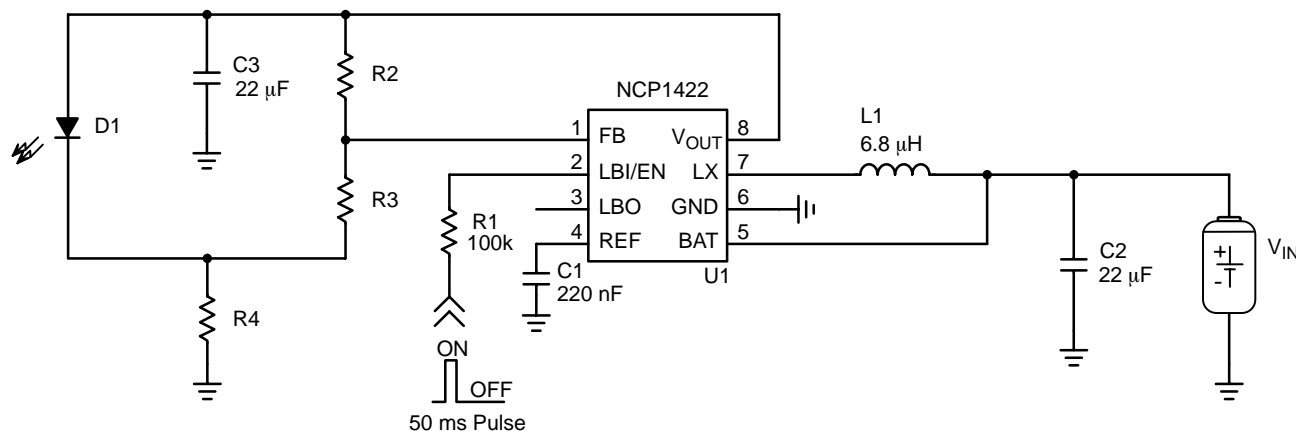 C3
22 μF
R2
D1
R3
R4
NCP1422
1 FB VOUT 8
2 LBI/EN LX 7
3 LBO GND 6
4 REF BAT 5
U1
L1
6.8 μH
R1
100k
C1
220 nF
C2
22 μF
+
-
VIN
ON
OFF
50 ms Pulse